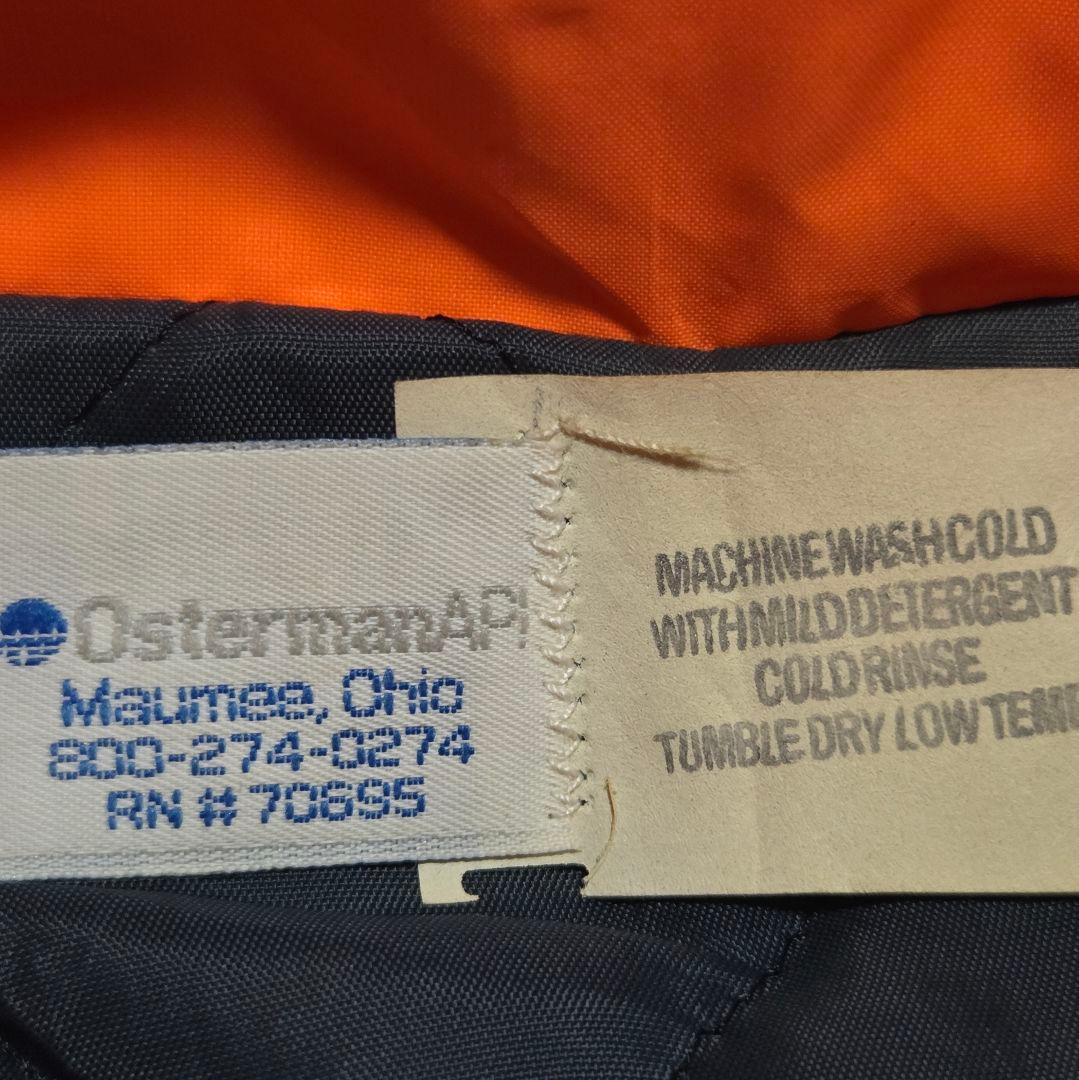 OstermanAPI
Maumee, Ohio
800-274-0274
RN # 70695
MACHINE WASH COLD
WITH MILD DETERGENT
COLD RINSE
TUMBLE DRY LOW TEMP